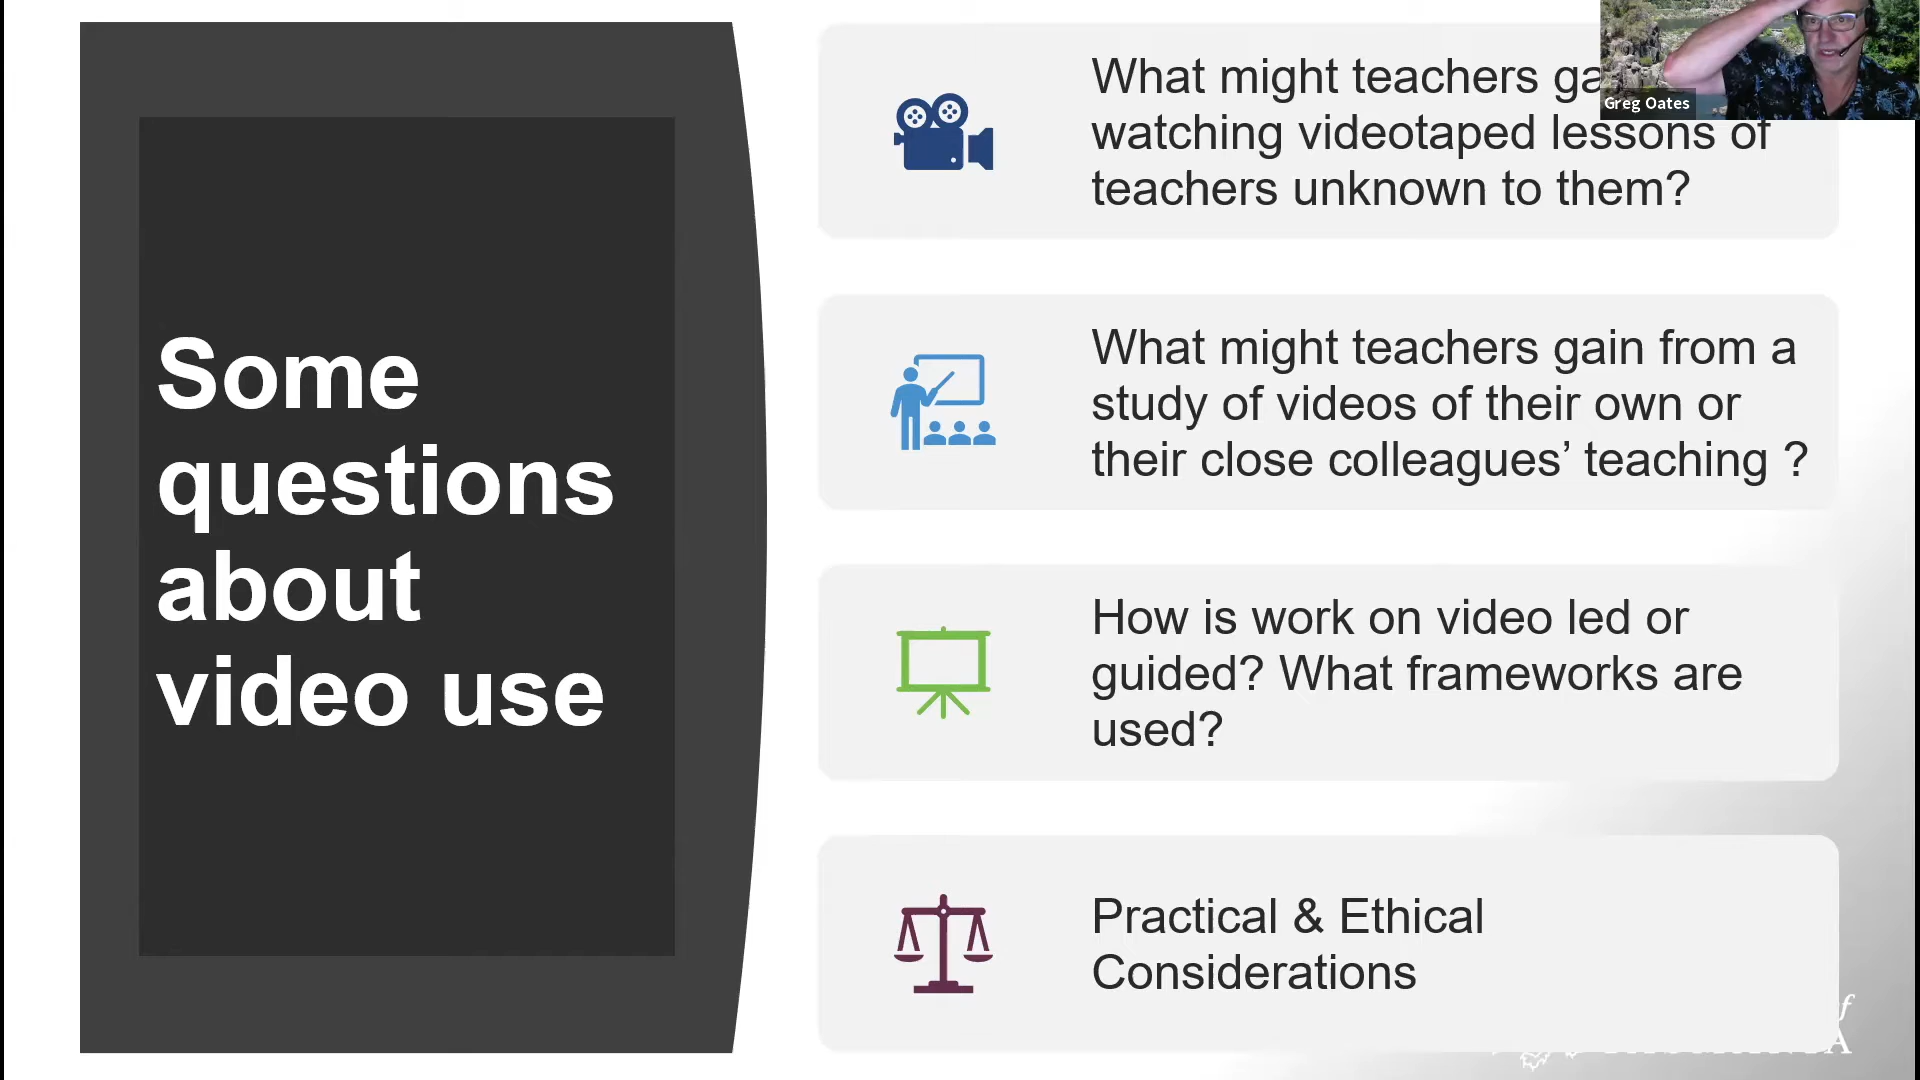 Some
questions
about
video use
What might teachers
watching videotaped lessons of
teachers unknown to them?
What might teachers gain from a
study of videos of their own or
their close colleagues’ teaching ?
How is work on video led or
guided? What frameworks are
used?
Practical & Ethical
Considerations
Greg Oates